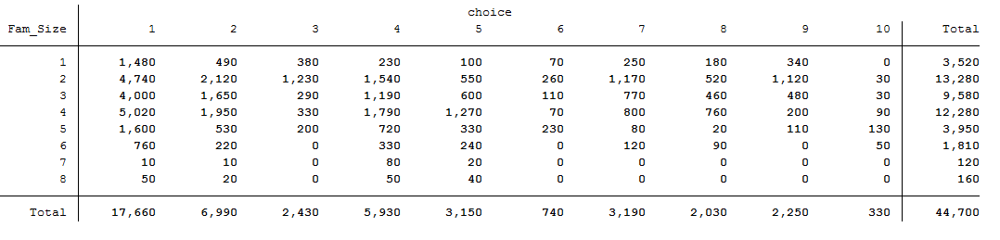 choice
Fam_Size 1 2 3 4 5 6 7 8 9 10 Total
1 1,480 490 380 230 100 70 250 180 340 0 3,520
2 4,740 2,120 1,230 1,540 550 260 1,170 520 1,120 30 13,280
3 4,000 1,650 290 1,190 600 110 770 460 480 30 9,580
4 5,020 1,950 330 1,790 1,270 70 800 760 200 90 12,280
5 1,600 530 200 720 330 230 80 20 110 130 3,950
6 760 220 0 330 240 0 120 90 0 50 1,810
7 10 10 0 80 20 0 0 0 0 0 120
8 50 20 0 50 40 0 0 0 0 0 160
Total 17,660 6,990 2,430 5,930 3,150 740 3,190 2,030 2,250 330 44,700